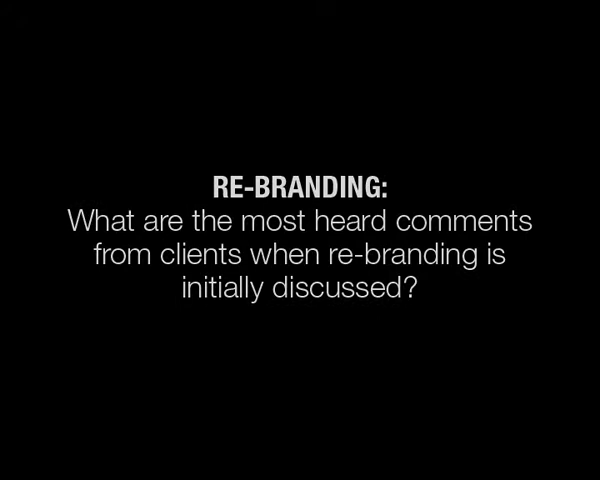 RE-BRANDING:
What are the most heard comments
from clients when re-branding is
initially discussed?